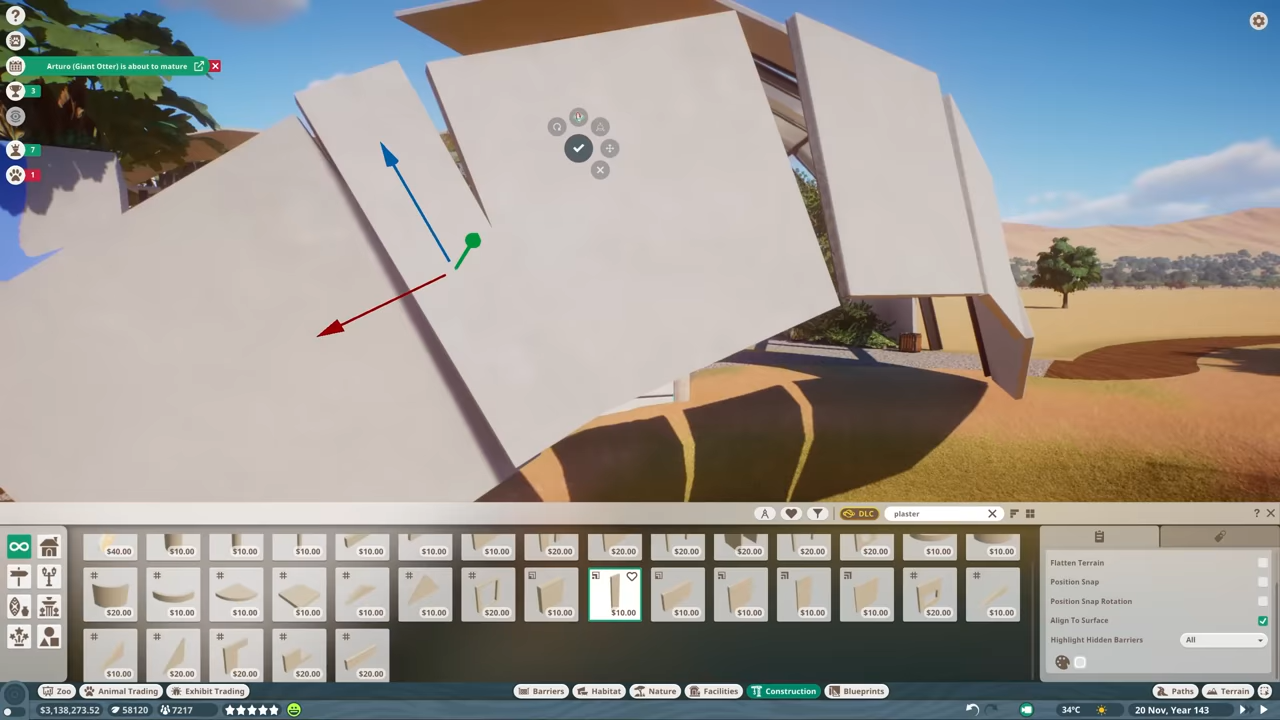 ?
Arturo (Giant Otter) is about to mature
3
7
1
DLC
plaster
?
$40.00
$10.00
$10.00
$10.00
$10.00
$10.00
$10.00
$20.00
$20.00
$20.00
$20.00
$20.00
$20.00
$10.00
$10.00
$20.00
$10.00
$10.00
$10.00
$10.00
$10.00
$20.00
$10.00
$10.00
$10.00
$10.00
$10.00
$10.00
$20.00
$10.00
$10.00
$20.00
$20.00
$20.00
$20.00
Flatten Terrain
Position Snap
Position Snap Rotation
Align To Surface
Highlight Hidden Barriers
All
Zoo
Animal Trading
Exhibit Trading
Barriers
Habitat
Nature
Facilities
Construction
Blueprints
Paths
Terrain
$3,138,273.52
58120
7217
34°C
20 Nov, Year 143